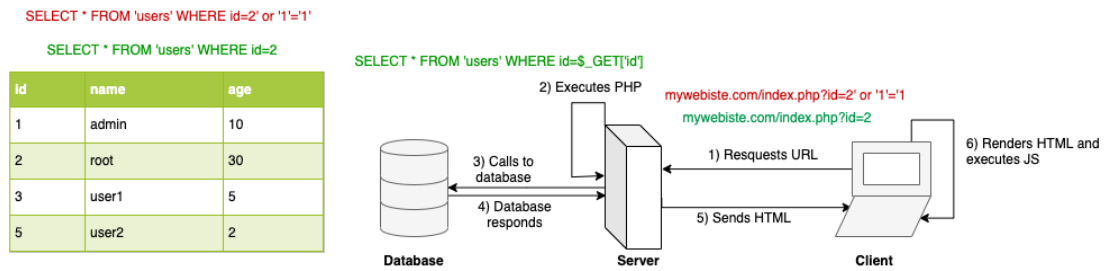 SELECT * FROM 'users' WHERE id=2' or '1'='1'
SELECT * FROM 'users' WHERE id=2
id name age
1 admin 10
2 root 30
3 user1 5
5 user2 2
SELECT * FROM 'users' WHERE id=$_GET['id']
2) Executes PHP
mywebiste.com/index.php?id=2' or '1'='1
mywebiste.com/index.php?id=2
6) Renders HTML and
executes JS
1) Resquests URL
3) Calls to
database
4) Database
responds
5) Sends HTML
Database
Server
Client